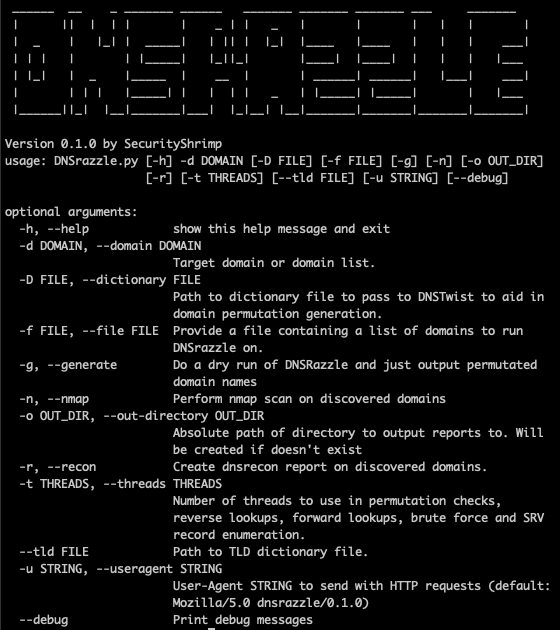 DNSRAZZLE
Version 0.1.0 by SecurityShrimp
usage: DNSrazzle.py [-h] -d DOMAIN [-D FILE] [-f FILE] [-g] [-n] [-o OUT_DIR]
[-r] [-t THREADS] [--tld FILE] [-u STRING] [--debug]
optional arguments:
-h, --help show this help message and exit
-d DOMAIN, --domain DOMAIN
Target domain or domain list.
-D FILE, --dictionary FILE
Path to dictionary file to pass to DNSTwist to aid in
domain permutation generation.
-f FILE, --file FILE Provide a file containing a list of domains to run
DNSrazzle on.
-g, --generate Do a dry run of DNSRazzle and just output permutated
domain names
-n, --nmap Perform nmap scan on discovered domains
-o OUT_DIR, --out-directory OUT_DIR
Absolute path of directory to output reports to. Will
be created if doesn't exist
-r, --recon Create dnsrecon report on discovered domains.
-t THREADS, --threads THREADS
Number of threads to use in permutation checks,
reverse lookups, forward lookups, brute force and SRV
record enumeration.
--tld FILE Path to TLD dictionary file.
-u STRING, --useragent STRING
User-Agent STRING to send with HTTP requests (default:
Mozilla/5.0 dnsrazzle/0.1.0)
--debug Print debug messages